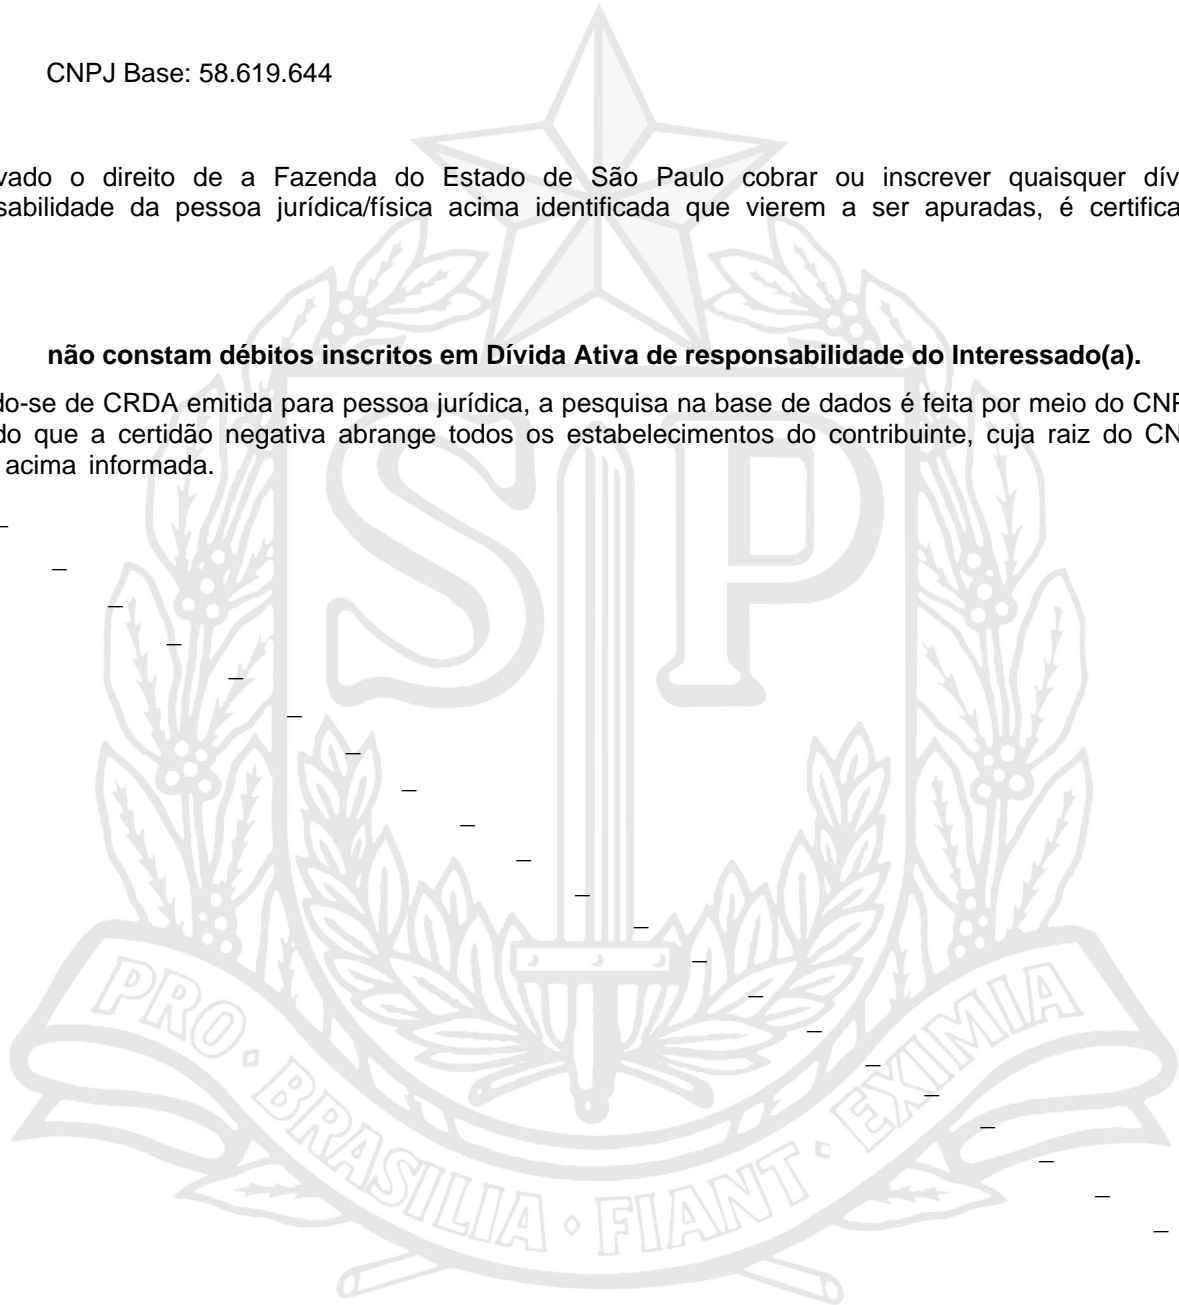 CNPJ Base: 58.619.644
vado o direito de a Fazenda do Estado de São Paulo cobrar ou inscrever quaisquer dív
sabilidade da pessoa jurídica/física acima identificada que vierem a ser apuradas, é certifica
não constam débitos inscritos em Dívida Ativa de responsabilidade do Interessado(a).
do-se de CRDA emitida para pessoa jurídica, a pesquisa na base de dados é feita por meio do CNP
do que a certidão negativa abrange todos os estabelecimentos do contribuinte, cuja raiz do CN
acima informada.
SP
PRO • BRASILIA • FIANT • EXIMIA